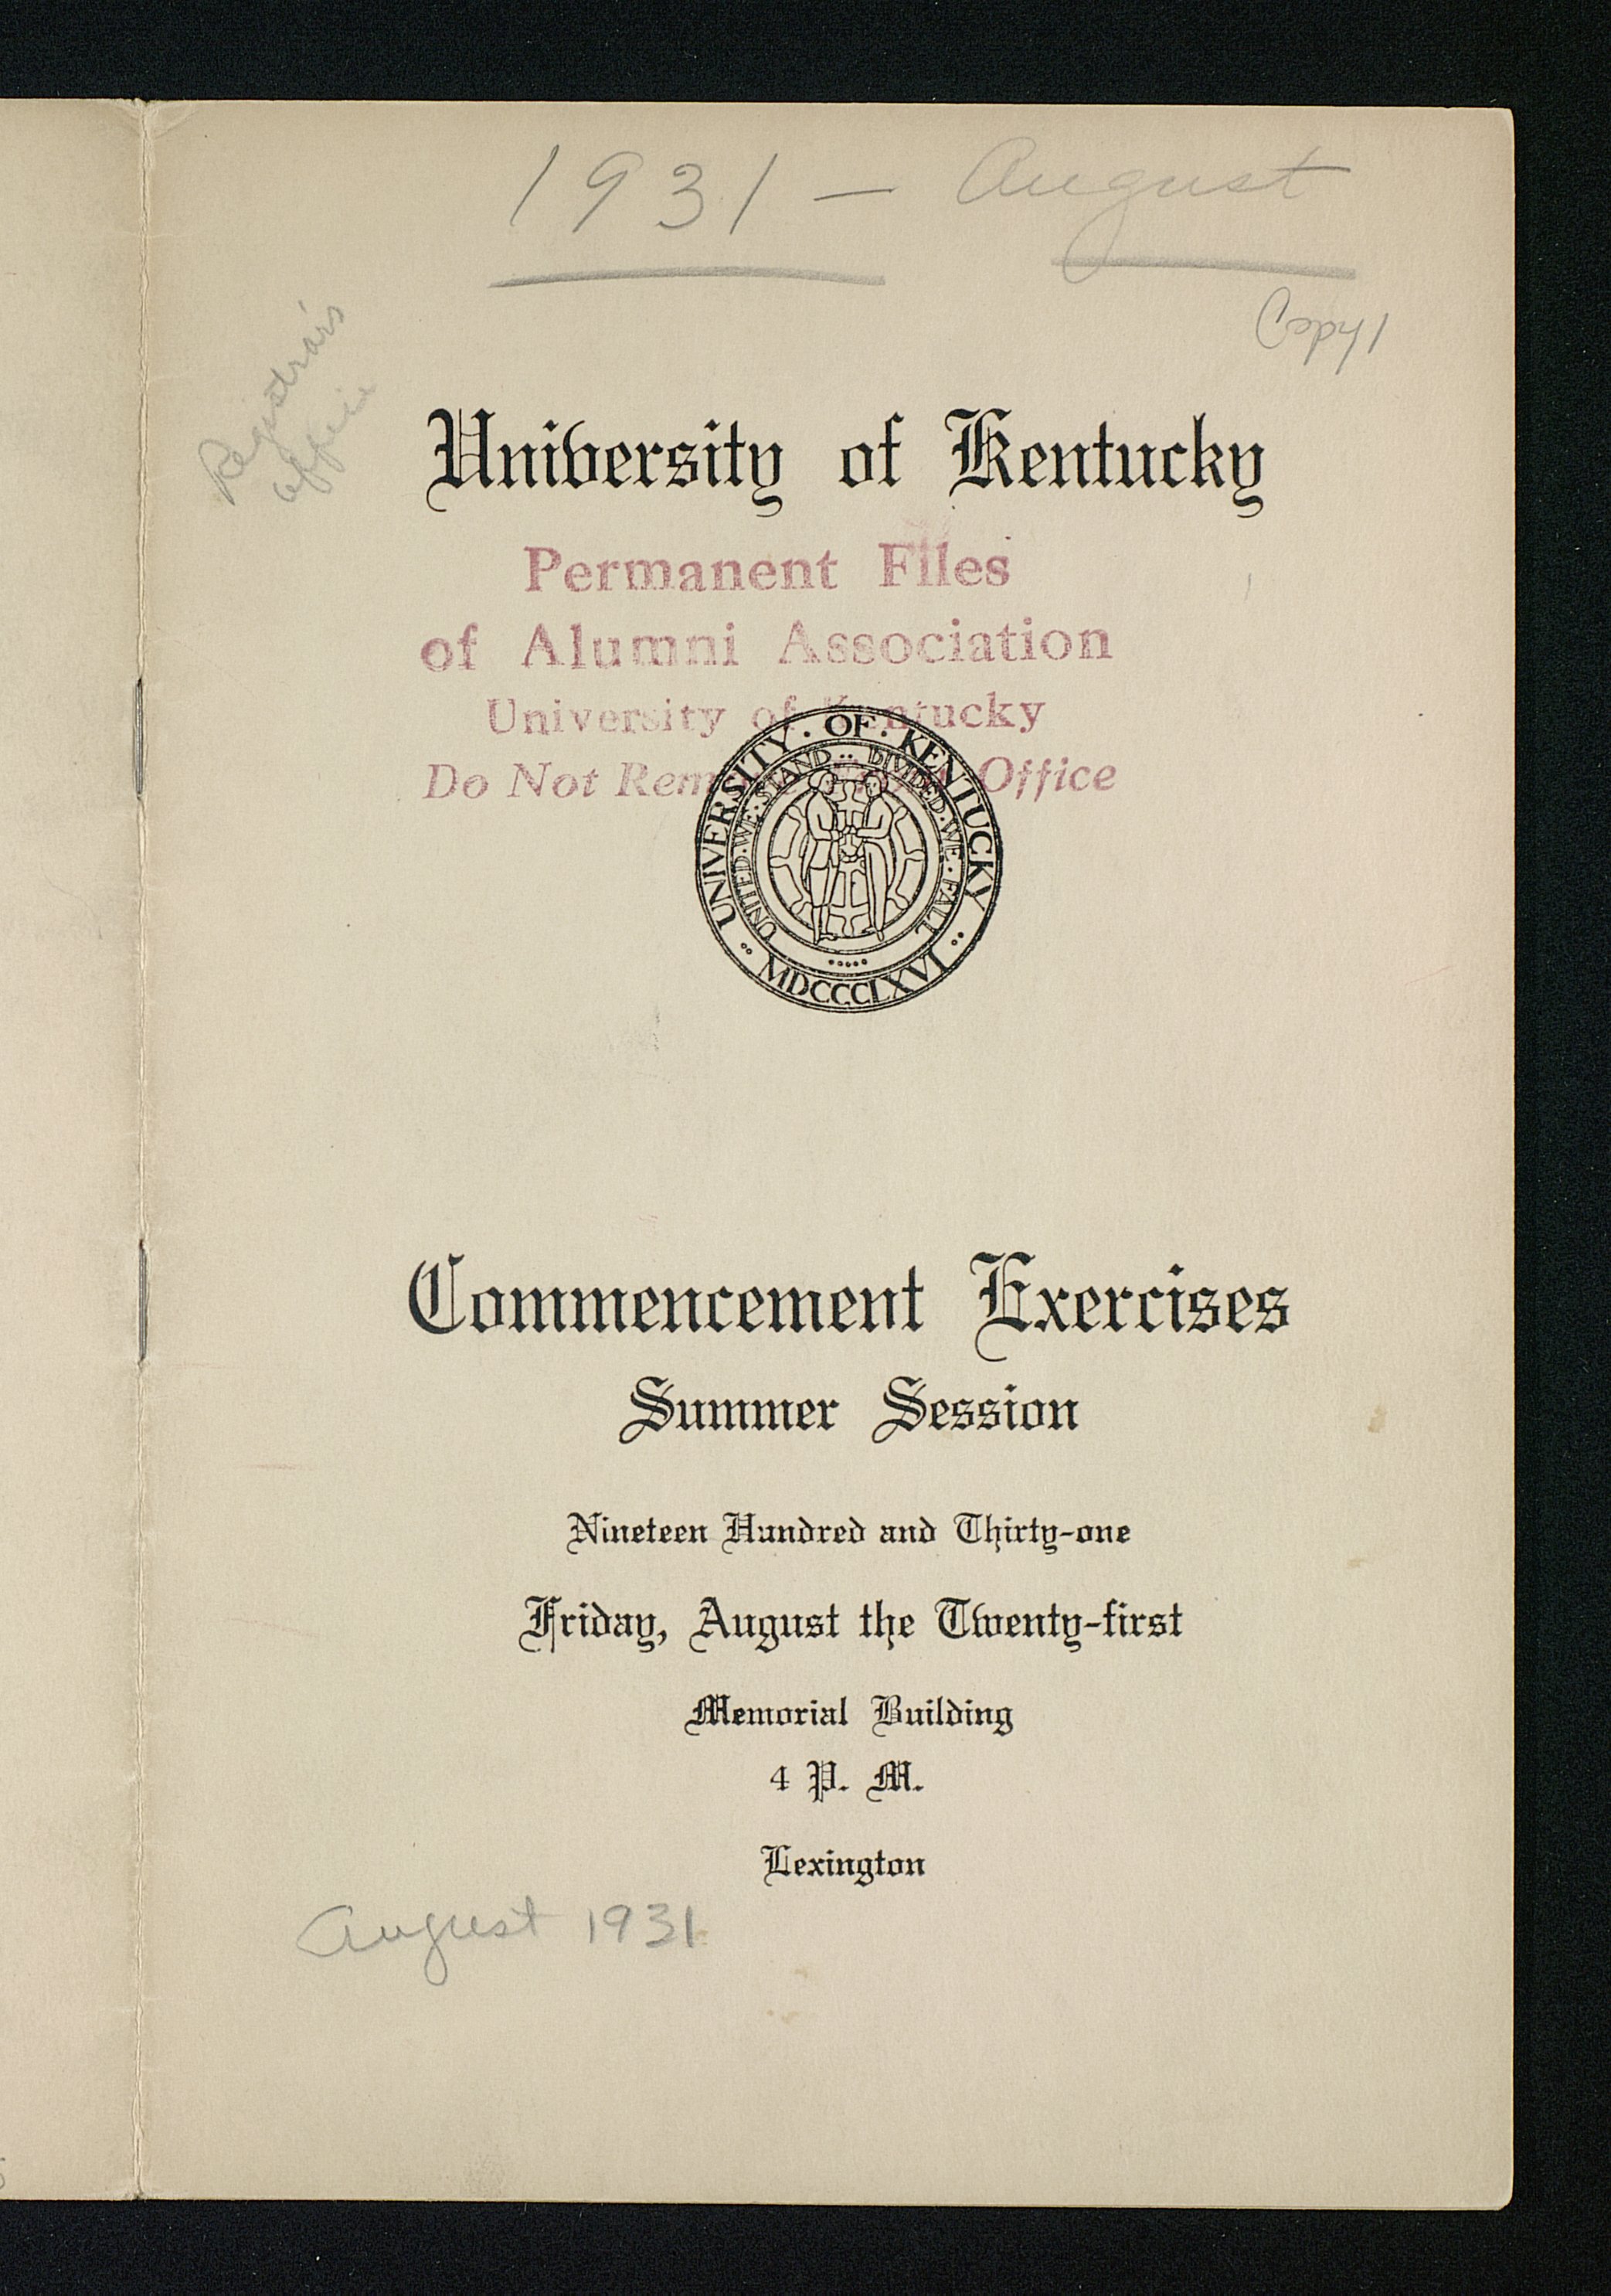 1931 — August
Copy 1
Registrar's
office
University of Kentucky
Permanent Files
of Alumni Association
University of Kentucky
Do Not Remove Office
UNIVERSITY · OF · KENTUCKY
UNITED · WE · STAND · DIVIDED · WE · FALL
MDCCCLXVI
Commencement Exercises
Summer Session
Nineteen Hundred and Thirty-one
Friday, August the Twenty-first
Memorial Building
4 P. M.
Lexington
August 1931